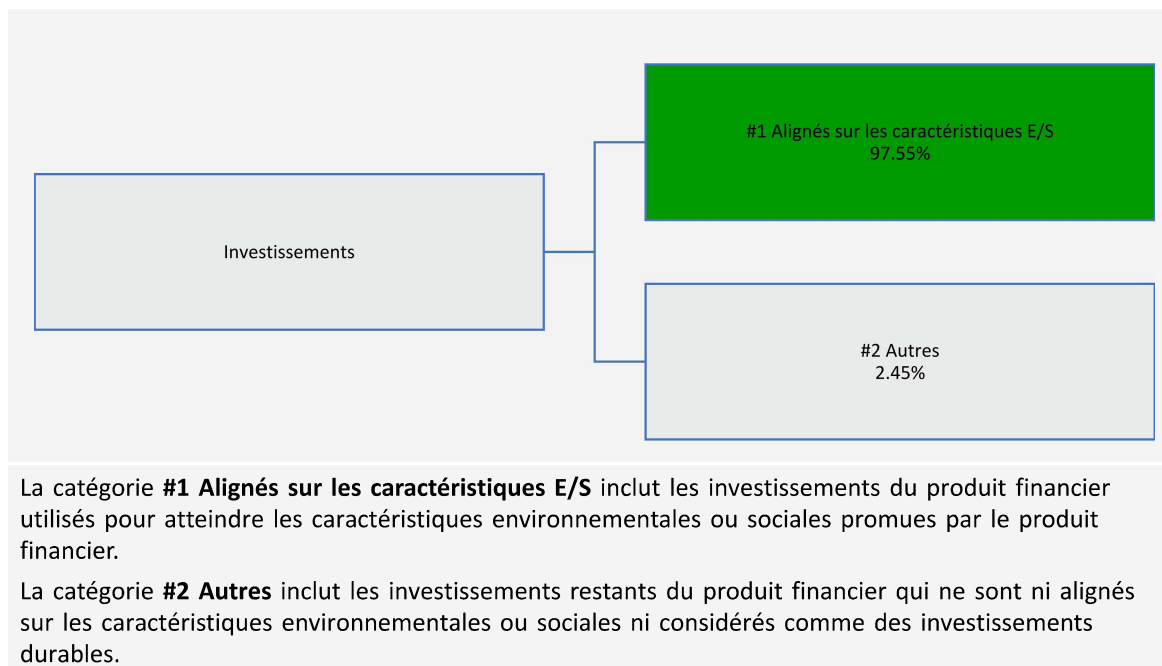 #1 Alignés sur les caractéristiques E/S
97.55%
Investissements
#2 Autres
2.45%
La catégorie #1 Alignés sur les caractéristiques E/S inclut les investissements du produit financier
utilisés pour atteindre les caractéristiques environnementales ou sociales promues par le produit
financier.
La catégorie #2 Autres inclut les investissements restants du produit financier qui ne sont ni alignés
sur les caractéristiques environnementales ou sociales ni considérés comme des investissements
durables.